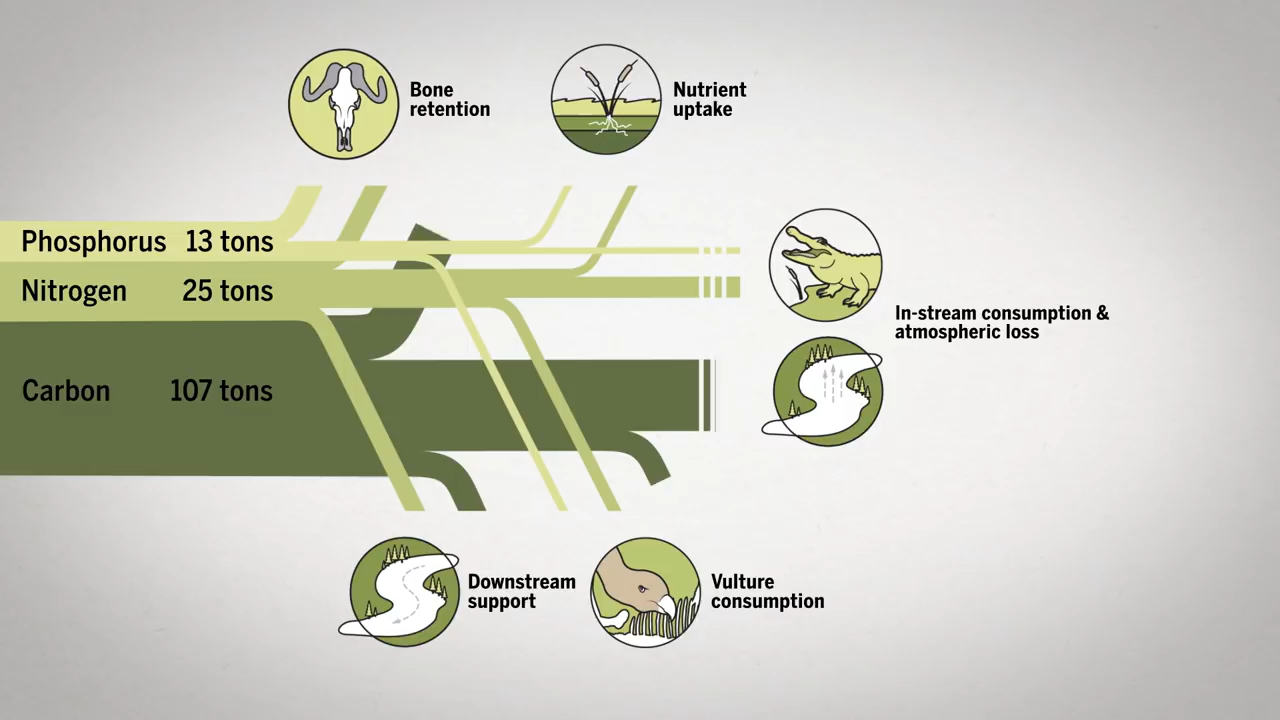 Bone
retention
Nutrient
uptake
Phosphorus 13 tons
Nitrogen 25 tons
Carbon 107 tons
In-stream consumption &
atmospheric loss
Downstream
support
Vulture
consumption